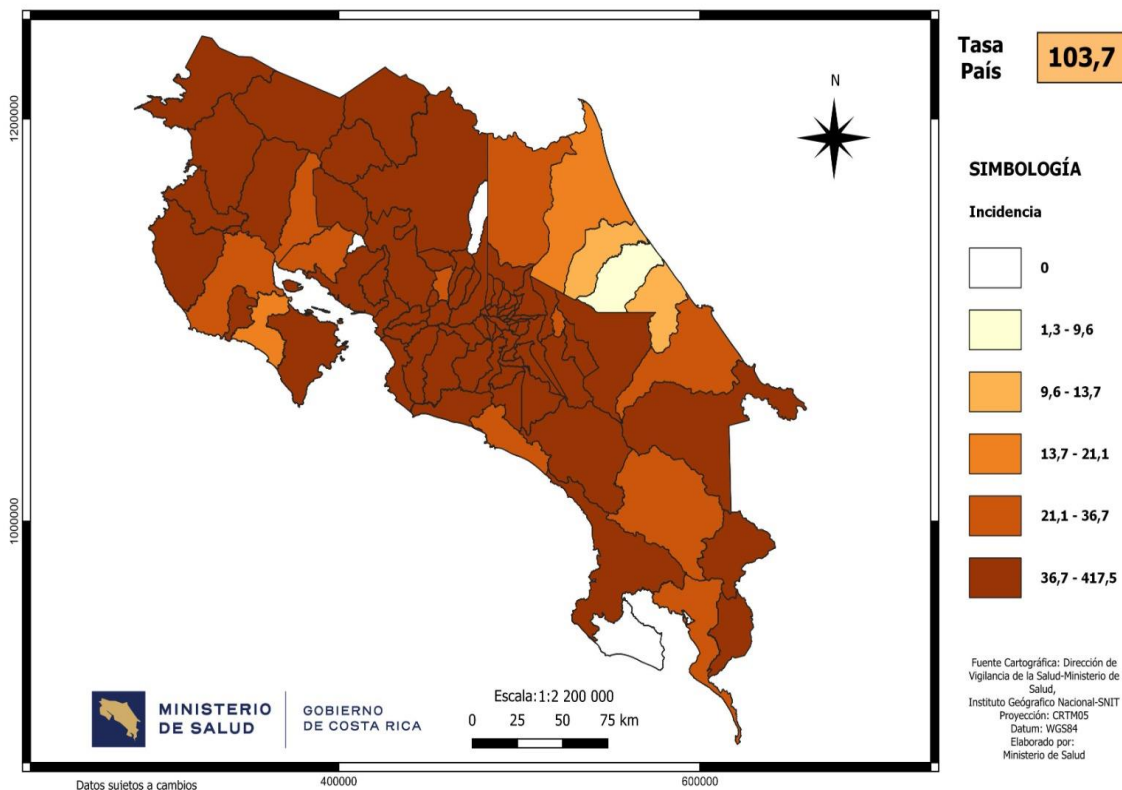 Tasa
País
103,7
N
SIMBOLOGÍA
Incidencia
0
1,3 - 9,6
9,6 - 13,7
13,7 - 21,1
21,1 - 36,7
36,7 - 417,5
1200000
1000000
Fuente Cartográfica: Dirección de
Vigilancia de la Salud-Ministerio de
Salud,
Instituto Geógrafico Nacional-SNIT
Proyección: CRTM05
Datum: WGS84
Elaborado por:
Ministerio de Salud
MINISTERIO
DE SALUD
GOBIERNO
DE COSTA RICA
Escala:1:2 200 000
0 25 50 75 km
Datos sujetos a cambios
400000
600000